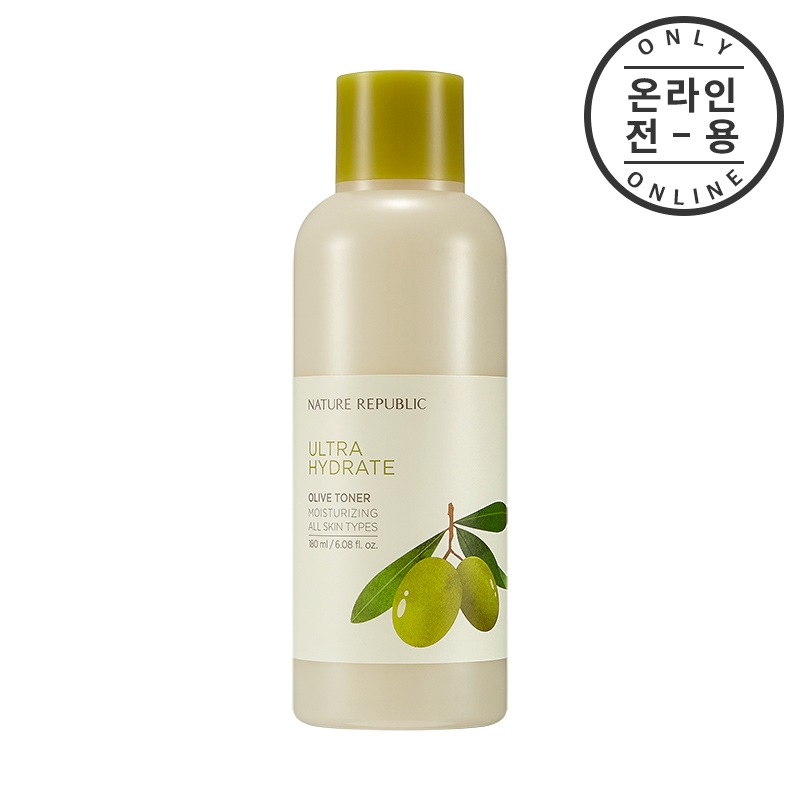 ONLY
온라인
전-용
ONLINE
NATURE REPUBLIC
ULTRA
HYDRATE
OLIVE TONER
MOISTURIZING
ALL SKIN TYPES
180 ml / 6.08 fl. oz.